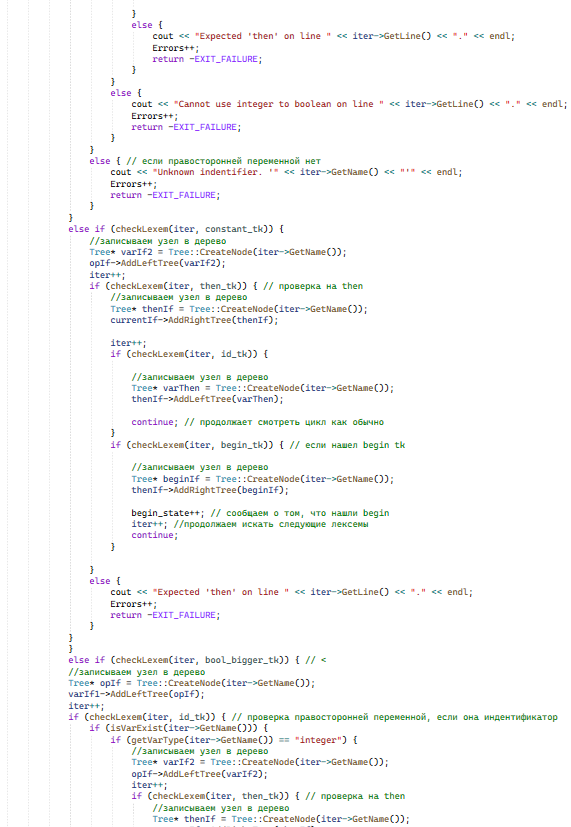 }
else {
cout << "Expected 'then' on line " << iter->GetLine() << "." << endl;
Errors++;
return -EXIT_FAILURE;
}
}
else {
cout << "Cannot use integer to boolean on line " << iter->GetLine() << "." << endl;
Errors++;
return -EXIT_FAILURE;
}
}
else { // если правосторонней переменной нет
cout << "Unknown indentifier. '" << iter->GetName() << "'" << endl;
Errors++;
return -EXIT_FAILURE;
}
}
else if (checkLexem(iter, constant_tk)) {
//записываем узел в дерево
Tree* varIf2 = Tree::CreateNode(iter->GetName());
opIf->AddLeftTree(varIf2);
iter++;
if (checkLexem(iter, then_tk)) { // проверка на then
//записываем узел в дерево
Tree* thenIf = Tree::CreateNode(iter->GetName());
currentIf->AddRightTree(thenIf);
iter++;
if (checkLexem(iter, id_tk)) {
//записываем узел в дерево
Tree* varThen = Tree::CreateNode(iter->GetName());
thenIf->AddLeftTree(varThen);
continue; // продолжает смотреть цикл как обычно
}
if (checkLexem(iter, begin_tk)) { // если нашел begin tk
//записываем узел в дерево
Tree* beginIf = Tree::CreateNode(iter->GetName());
thenIf->AddRightTree(beginIf);
begin_state++; // сообщаем о том, что нашли begin
iter++; //продолжаем искать следующие лексемы
continue;
}
}
else {
cout << "Expected 'then' on line " << iter->GetLine() << "." << endl;
Errors++;
return -EXIT_FAILURE;
}
}
}
else if (checkLexem(iter, bool_bigger_tk)) { // <
//записываем узел в дерево
Tree* opIf = Tree::CreateNode(iter->GetName());
varIf1->AddLeftTree(opIf);
iter++;
if (checkLexem(iter, id_tk)) { // проверка правосторонней переменной, если она индентификатор
if (isVarExist(iter->GetName())) {
if (getVarType(iter->GetName()) == "integer") {
//записываем узел в дерево
Tree* varIf2 = Tree::CreateNode(iter->GetName());
opIf->AddLeftTree(varIf2);
iter++;
if (checkLexem(iter, then_tk)) { // проверка на then
//записываем узел в дерево
Tree* thenIf = Tree::CreateNode(iter->GetName());